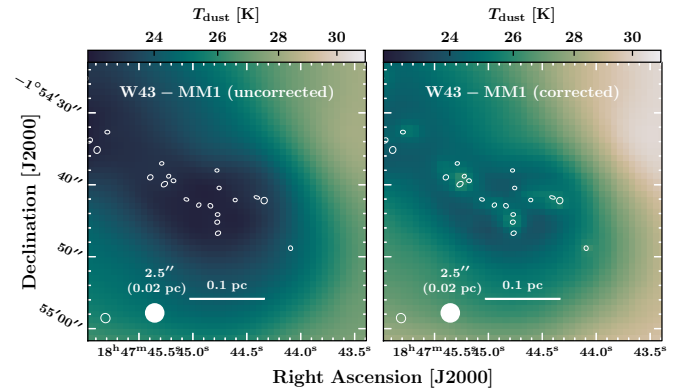 T_dust [K]
T_dust [K]
24 26 28 30
24 26 28 30
W43 − MM1 (uncorrected)
W43 − MM1 (corrected)
Declination [J2000]
−1°54′30″
40″
50″
55′00″
2.5″
(0.02 pc)
0.1 pc
2.5″
(0.02 pc)
0.1 pc
18ʰ47ᵐ45.5ˢ
45.0ˢ
44.5ˢ
44.0ˢ
43.5ˢ
18ʰ47ᵐ45.5ˢ
45.0ˢ
44.5ˢ
44.0ˢ
43.5ˢ
Right Ascension [J2000]